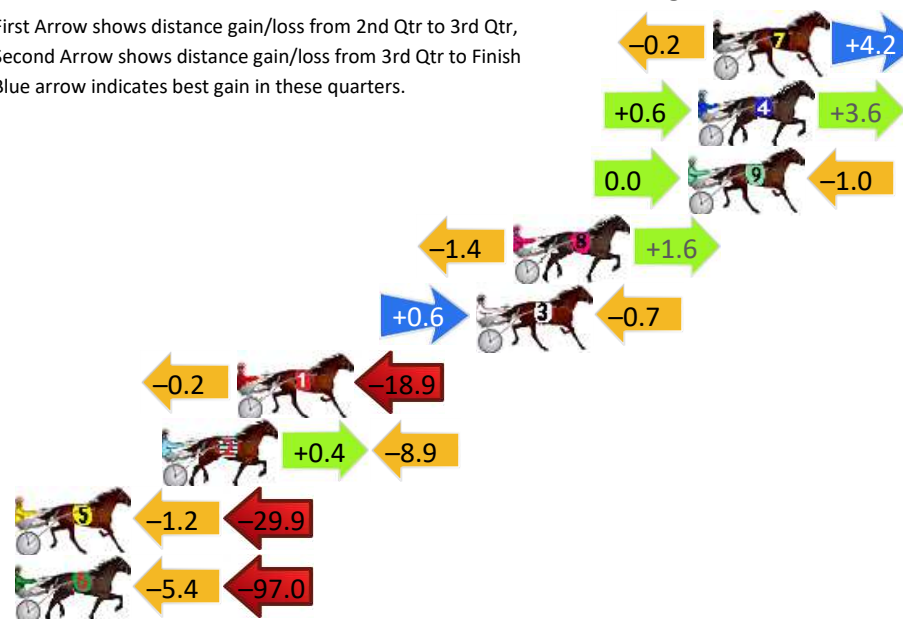 First Arrow shows distance gain/loss from 2nd Qtr to 3rd Qtr,
Second Arrow shows distance gain/loss from 3rd Qtr to Finish
Blue arrow indicates best gain in these quarters.
–0.2 7 +4.2
+0.6 4 +3.6
0.0 9 –1.0
–1.4 8 +1.6
+0.6 3 –0.7
–0.2 1 –18.9
2 +0.4 –8.9
5 –1.2 –29.9
6 –5.4 –97.0